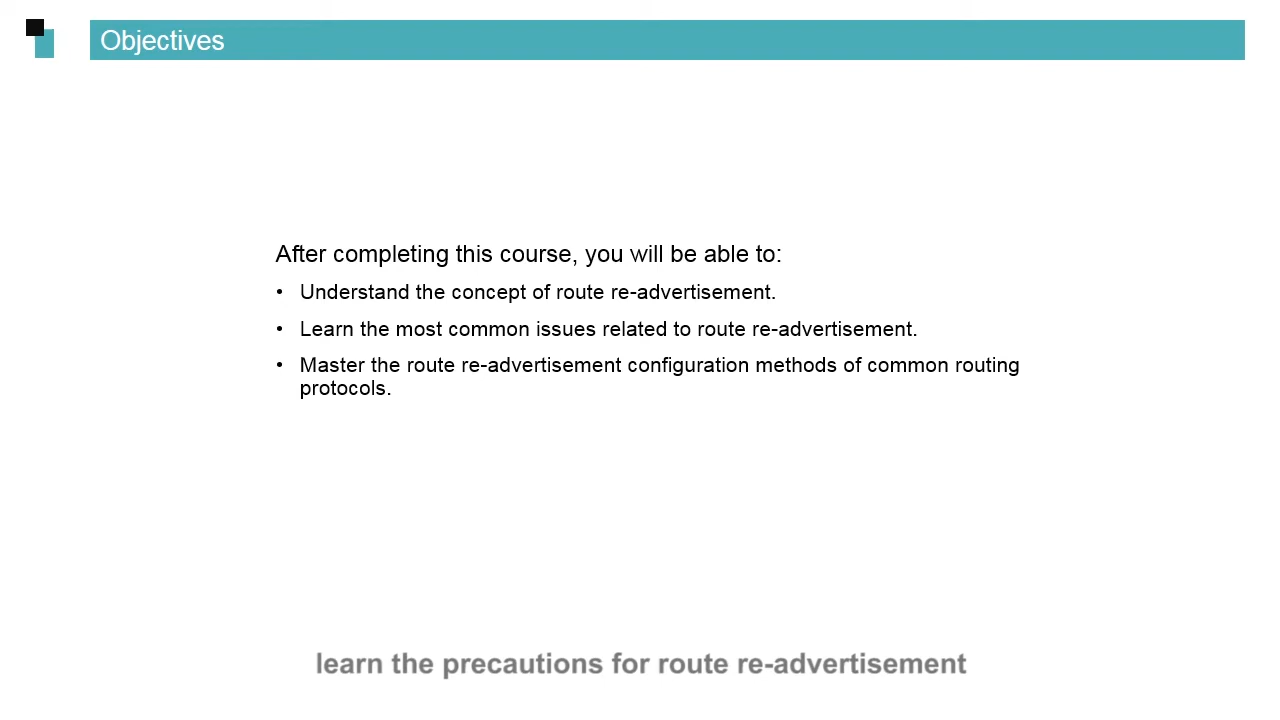 Objectives
After completing this course, you will be able to:
• Understand the concept of route re-advertisement.
• Learn the most common issues related to route re-advertisement.
• Master the route re-advertisement configuration methods of common routing
protocols.
learn the precautions for route re-advertisement